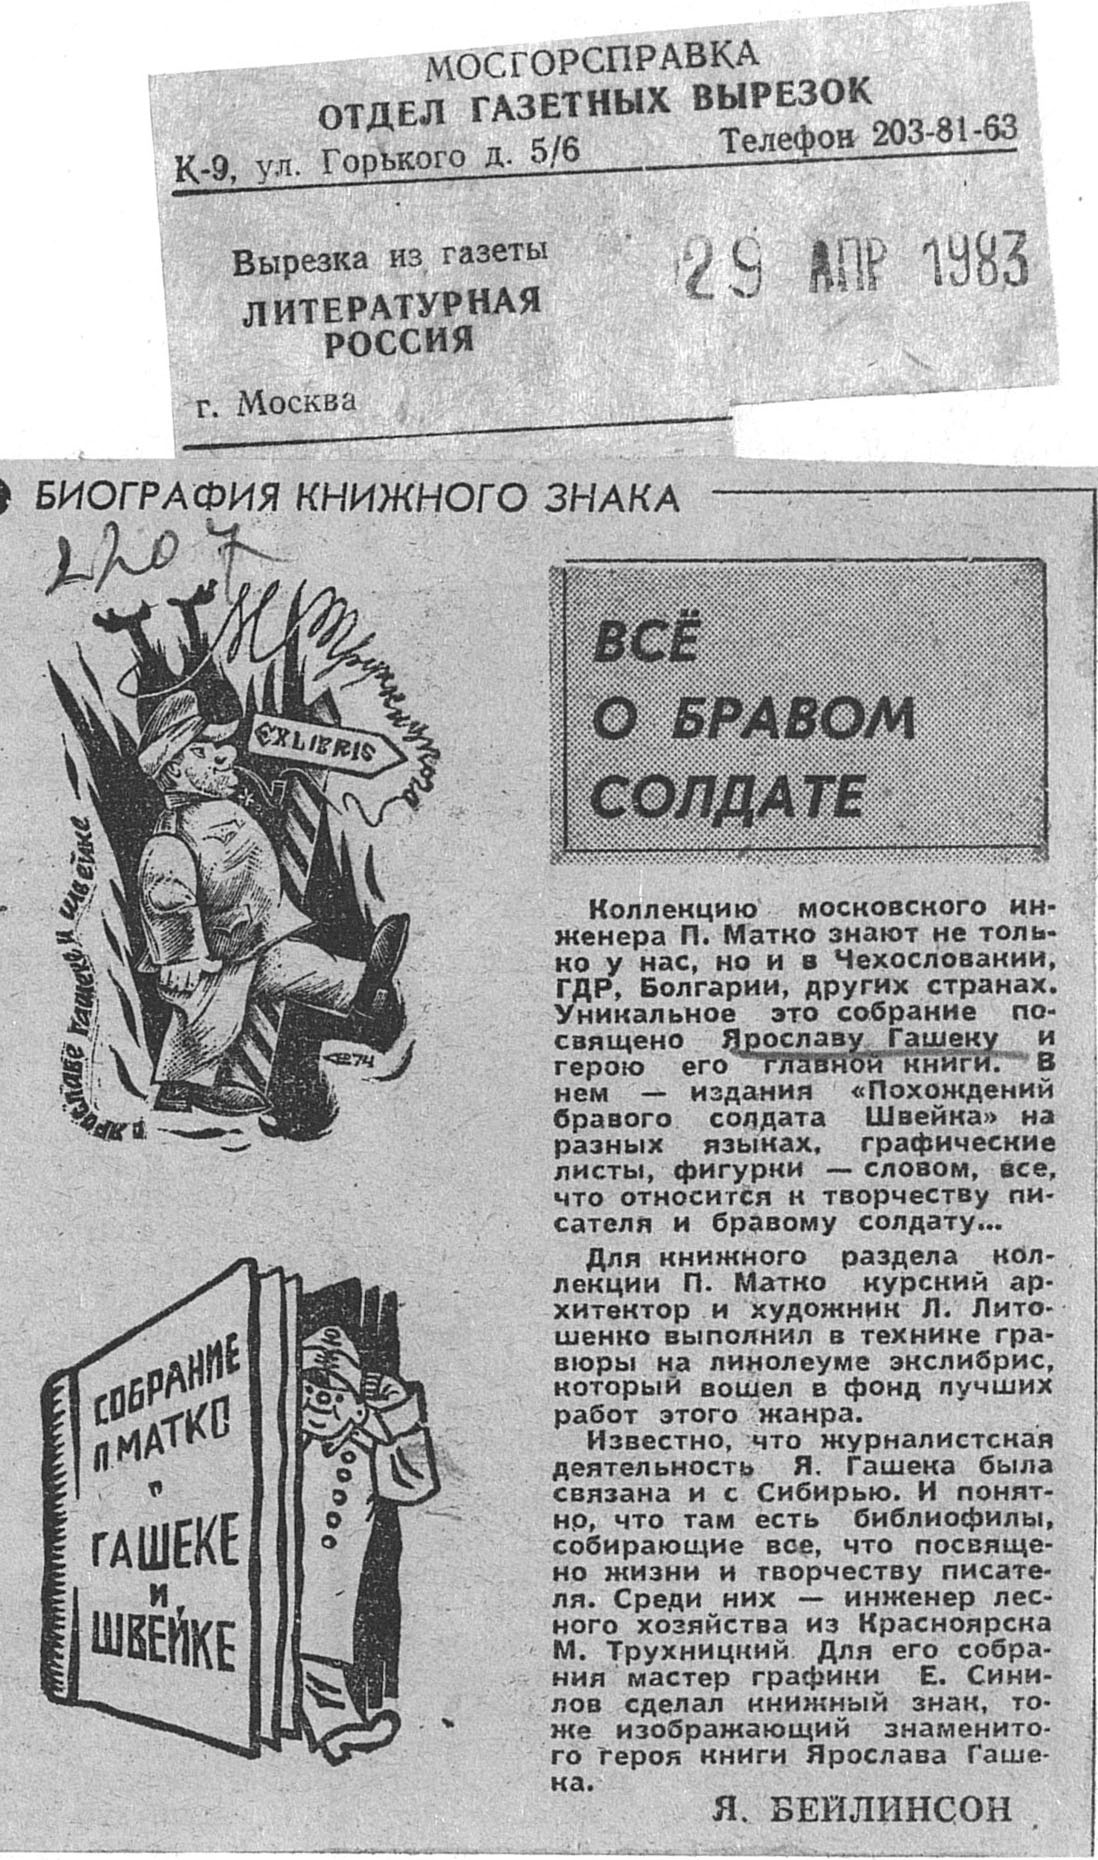 МОСГОРСПРАВКА
ОТДЕЛ ГАЗЕТНЫХ ВЫРЕЗОК
К-9, ул. Горького д. 5/6 Телефон 203-81-63
Вырезка из газеты
ЛИТЕРАТУРНАЯ
РОССИЯ
29 АПР 1983
г. Москва
БИОГРАФИЯ КНИЖНОГО ЗНАКА
М Трухницкого
EXLIBRIS
О ЯРОСЛАВЕ ГАШЕКЕ И ШВЕЙКЕ
СОБРАНИЕ
П. МАТКО
О
ГАШЕКЕ
И
ШВЕЙКЕ
ВСЁ
О БРАВОМ
СОЛДАТЕ
Коллекцию московского ин-
женера П. Матко знают не толь-
ко у нас, но и в Чехословакии,
ГДР, Болгарии, других странах.
Уникальное это собрание по-
священо Ярославу Гашеку и
герою его главной книги. В
нем — издания «Похождений
бравого солдата Швейка» на
разных языках, графические
листы, фигурки — словом, все,
что относится к творчеству пи-
сателя и бравому солдату...
Для книжного раздела кол-
лекции П. Матко курский ар-
хитектор и художник Л. Лито-
шенко выполнил в технике гра-
вюры на линолеуме экслибрис,
который вошел в фонд лучших
работ этого жанра.
Известно, что журналистская
деятельность Я. Гашека была
связана и с Сибирью. И понят-
но, что там есть библиофилы,
собирающие все, что посвяще-
но жизни и творчеству писате-
ля. Среди них — инженер лес-
ного хозяйства из Красноярска
М. Трухницкий. Для его собра-
ния мастер графики Е. Сини-
лов сделал книжный знак, то-
же изображающий знаменито-
го героя книги Ярослава Гаше-
ка.
Я. БЕЙЛИНСОН